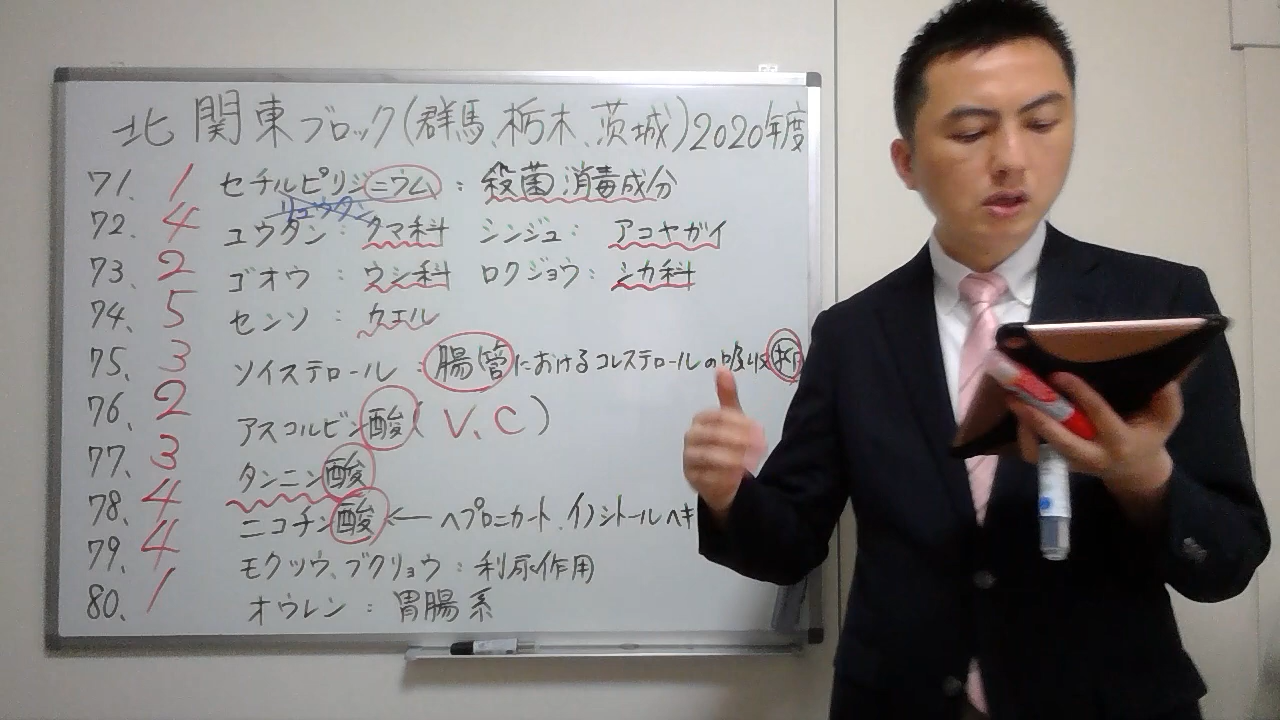 北関東ブロック(群馬、栃木、茨城)2020年度
71. 1 セチルピリジニウム : 殺菌消毒成分
リュウタン
72. 4 ユウタン : クマ科 シンジュ : アコヤガイ
73. 2 ゴオウ : ウシ科 ロクジョウ : シカ科
74. 5 センソ : カエル
75. 3 ソイステロール : 腸管におけるコレステロールの吸収抑
76. 2 アスコルビン酸( V.C )
77. 3 タンニン酸
78. 4 ニコチン酸 ← ヘプロニカート、イノシトールヘキ
79. 4 モクツウ、ブクリョウ : 利尿作用
80. 1 オウレン : 胃腸系